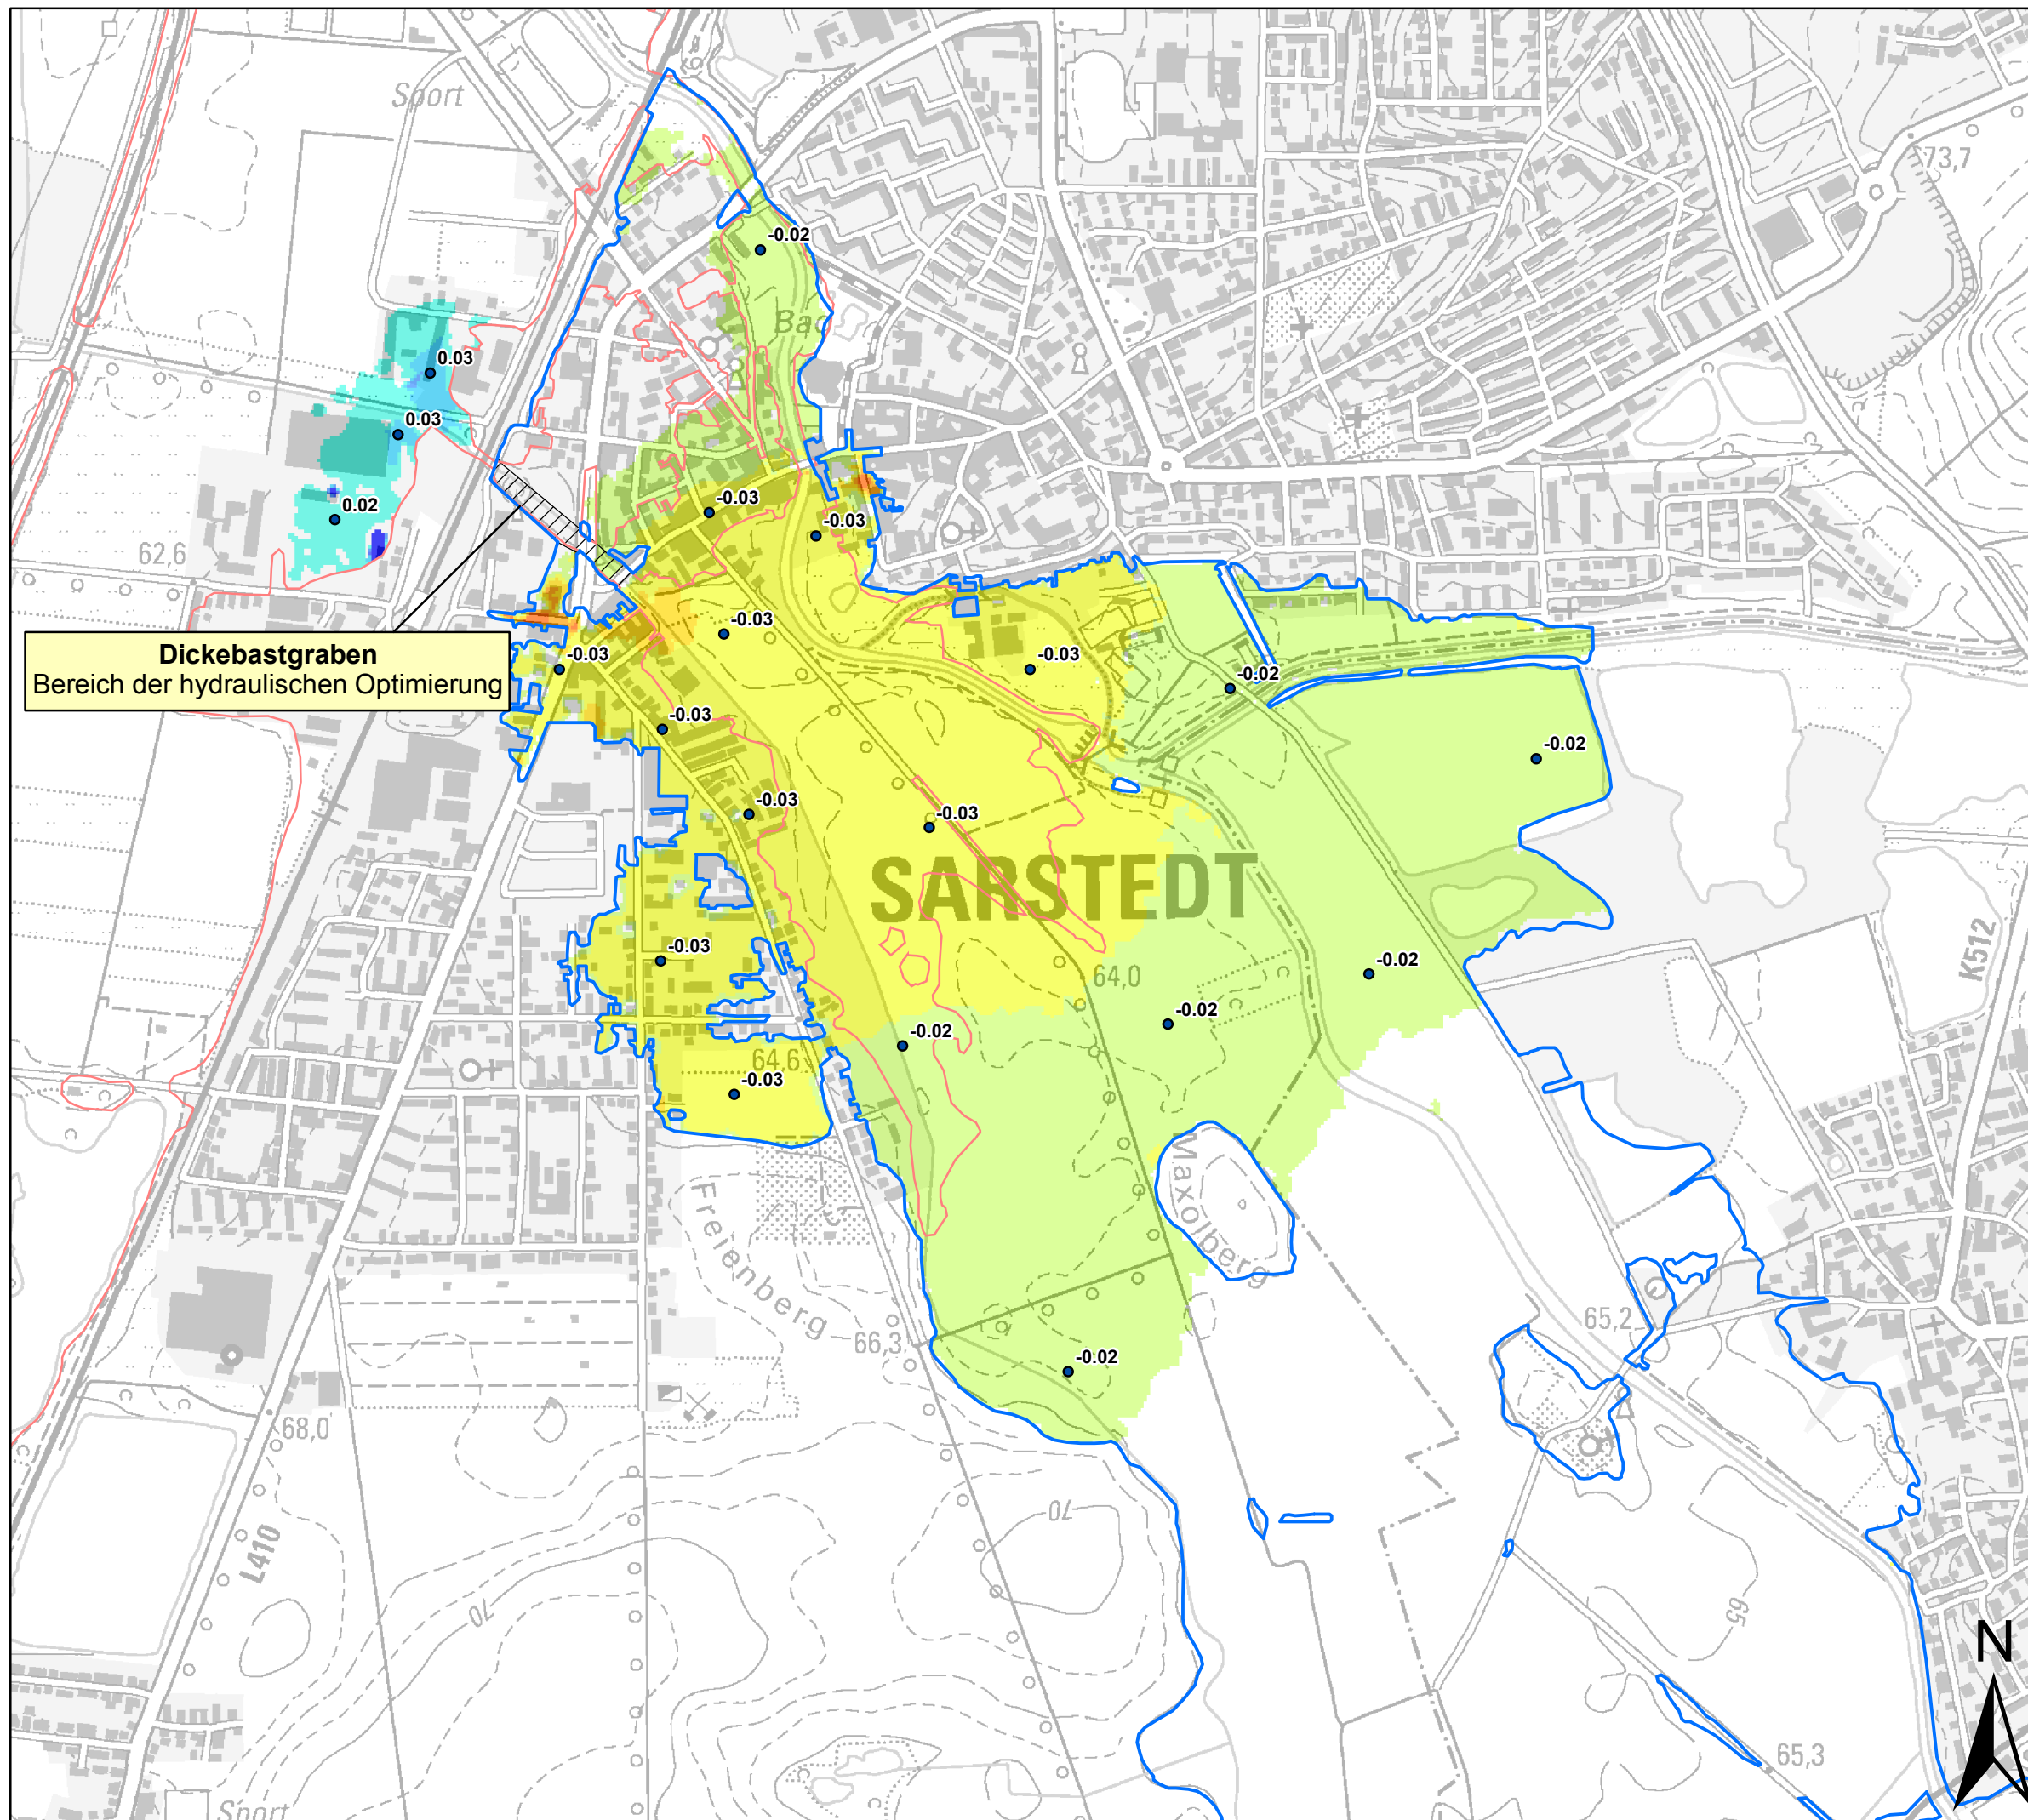 Sport
73,7
-0.02
Bad
0.03
0.03
0.02
-0.03
-0.03
62,6
-0.03
-0.03
-0.03
-0.02
Dickebastgraben
Bereich der hydraulischen Optimierung
-0.03
-0.02
-0.03
-0.03
SARSTEDT
K512
-0.03
64,0
-0.02
-0.02
-0.02
64,6
-0.03
Maxolberg
Freienberg
65,2
66,3
-0.02
68,0
70
L410
70
65
N
65,3
Sport